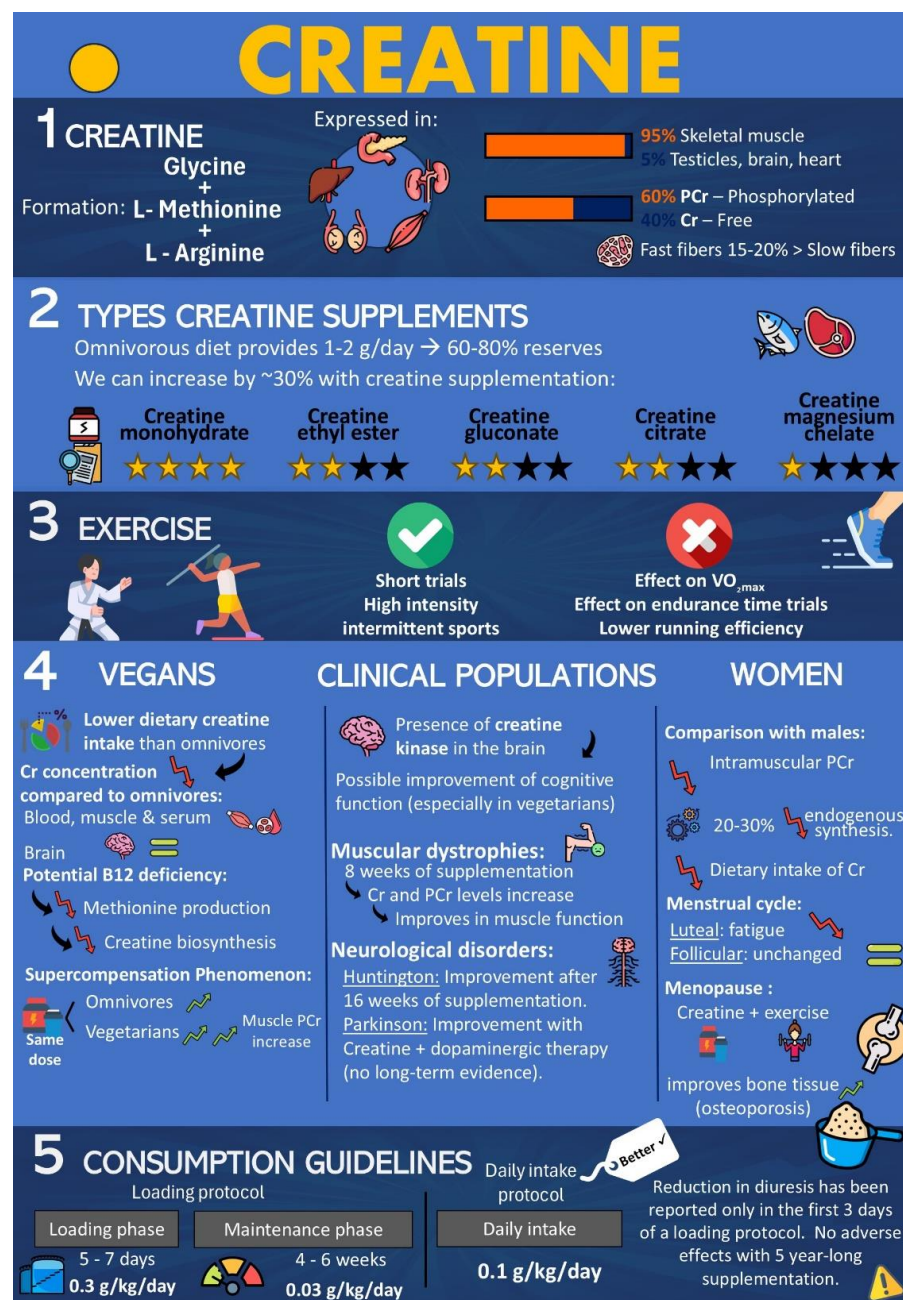 CREATINE
1 CREATINE
Formation:
Glycine
+
L- Methionine
+
L - Arginine
Expressed in:
95% Skeletal muscle
5% Testicles, brain, heart
60% PCr – Phosphorylated
40% Cr – Free
Fast fibers 15-20% > Slow fibers
2 TYPES CREATINE SUPPLEMENTS
Omnivorous diet provides 1-2 g/day → 60-80% reserves
We can increase by ~30% with creatine supplementation:
Creatine
monohydrate
Creatine
ethyl ester
Creatine
gluconate
Creatine
citrate
Creatine
magnesium
chelate
3 EXERCISE
Short trials
High intensity
intermittent sports
Effect on VO₂max
Effect on endurance time trials
Lower running efficiency
4 VEGANS
Lower dietary creatine
intake than omnivores
Cr concentration
compared to omnivores:
Blood, muscle & serum
Brain
Potential B12 deficiency:
Methionine production
Creatine biosynthesis
Supercompensation Phenomenon:
Same
dose
Omnivores
Vegetarians
Muscle PCr
increase
CLINICAL POPULATIONS
Presence of creatine
kinase in the brain
Possible improvement of cognitive
function (especially in vegetarians)
Muscular dystrophies:
8 weeks of supplementation
Cr and PCr levels increase
Improves in muscle function
Neurological disorders:
Huntington: Improvement after
16 weeks of supplementation.
Parkinson: Improvement with
Creatine + dopaminergic therapy
(no long-term evidence).
WOMEN
Comparison with males:
Intramuscular PCr
20-30% endogenous
synthesis.
Dietary intake of Cr
Menstrual cycle:
Luteal: fatigue
Follicular: unchanged
Menopause :
Creatine + exercise
improves bone tissue
(osteoporosis)
5 CONSUMPTION GUIDELINES
Loading protocol
Loading phase
5 - 7 days
0.3 g/kg/day
Maintenance phase
4 - 6 weeks
0.03 g/kg/day
Daily intake
protocol
Better ✓
Daily intake
0.1 g/kg/day
Reduction in diuresis has been
reported only in the first 3 days
of a loading protocol. No adverse
effects with 5 year-long
supplementation.